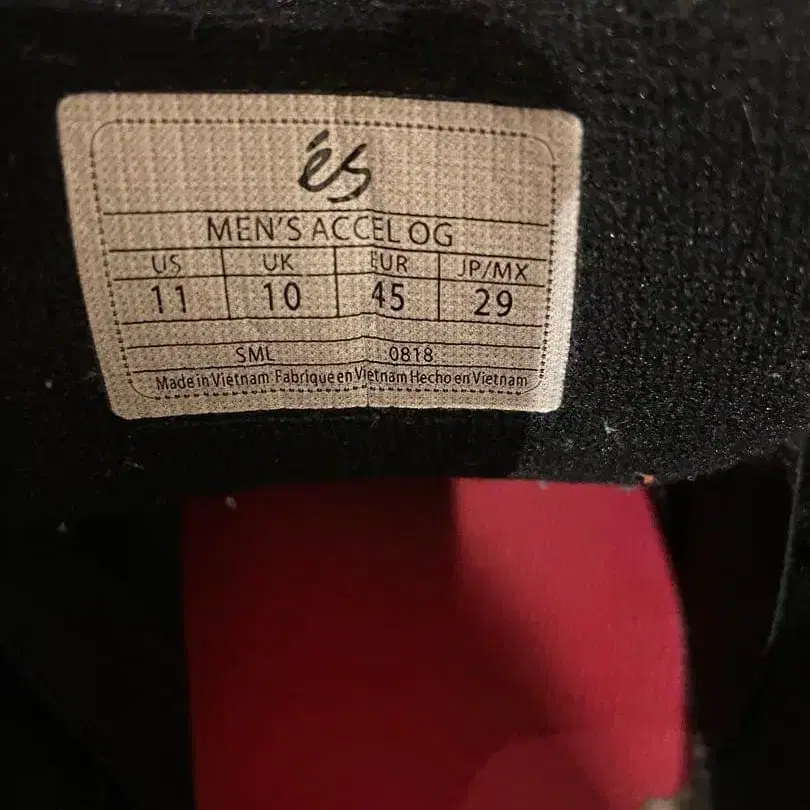 éS
MEN'S ACCEL OG
US UK EUR JP/MX
11 10 45 29
SML 0818
Made in Vietnam Fabrique en Vietnam Hecho en Vietnam